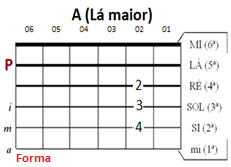 A (Lá maior)
06 05 04 03 02 01
MI (6ª)
P LÁ (5ª)
2 RÉ (4ª)
i 3 SOL (3ª)
m 4 SI (2ª)
a mi (1ª)
Forma